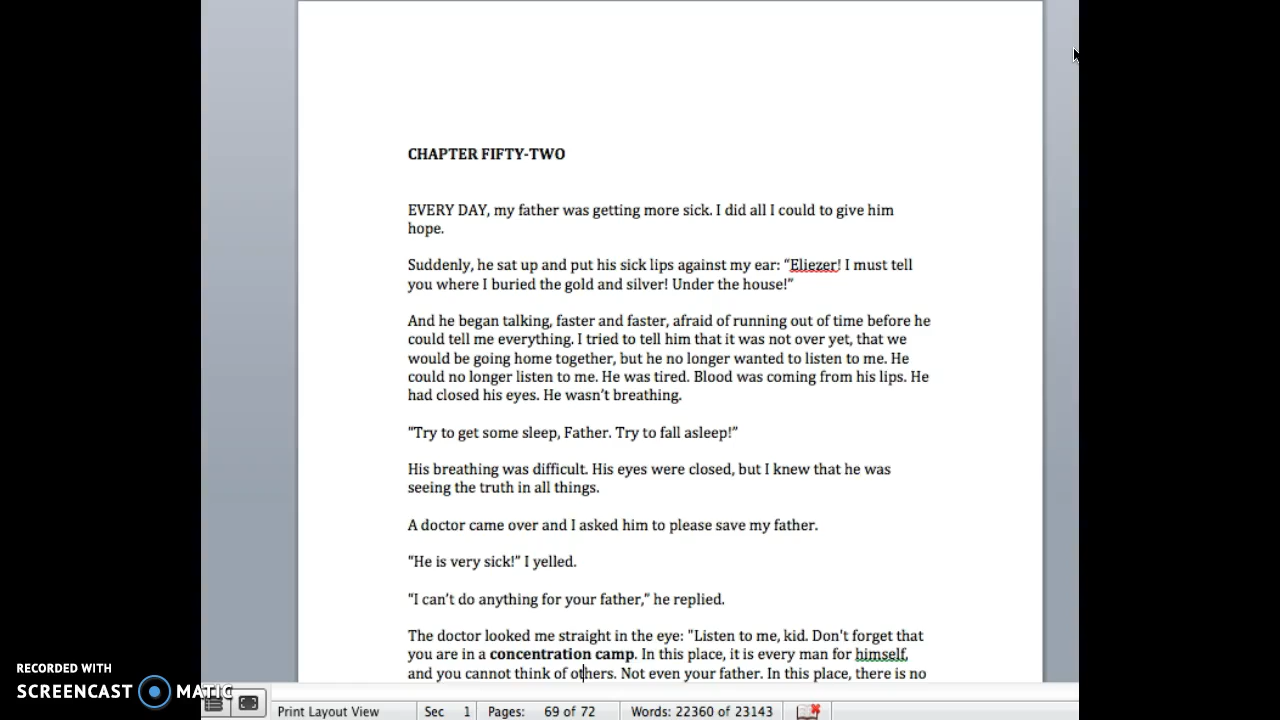 CHAPTER FIFTY-TWO
EVERY DAY, my father was getting more sick. I did all I could to give him
hope.
Suddenly, he sat up and put his sick lips against my ear: “Eliezer! I must tell
you where I buried the gold and silver! Under the house!”
And he began talking, faster and faster, afraid of running out of time before he
could tell me everything. I tried to tell him that it was not over yet, that we
would be going home together, but he no longer wanted to listen to me. He
could no longer listen to me. He was tired. Blood was coming from his lips. He
had closed his eyes. He wasn’t breathing.
“Try to get some sleep, Father. Try to fall asleep!”
His breathing was difficult. His eyes were closed, but I knew that he was
seeing the truth in all things.
A doctor came over and I asked him to please save my father.
“He is very sick!” I yelled.
“I can’t do anything for your father,” he replied.
The doctor looked me straight in the eye: "Listen to me, kid. Don't forget that
you are in a concentration camp. In this place, it is every man for himself,
and you cannot think of others. Not even your father. In this place, there is no
RECORDED WITH
SCREENCAST MATIC
Print Layout View Sec 1 Pages: 69 of 72 Words: 22360 of 23143